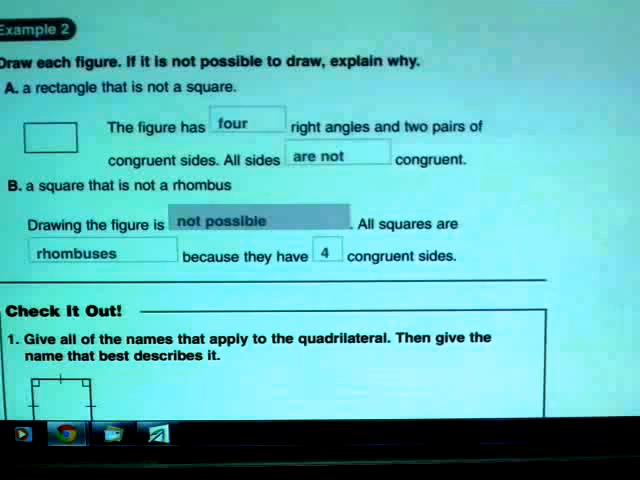 Example 2
Draw each figure. If it is not possible to draw, explain why.
A. a rectangle that is not a square.
The figure has four right angles and two pairs of
congruent sides. All sides are not congruent.
B. a square that is not a rhombus
Drawing the figure is not possible . All squares are
rhombuses because they have 4 congruent sides.
Check It Out!
1. Give all of the names that apply to the quadrilateral. Then give the
name that best describes it.